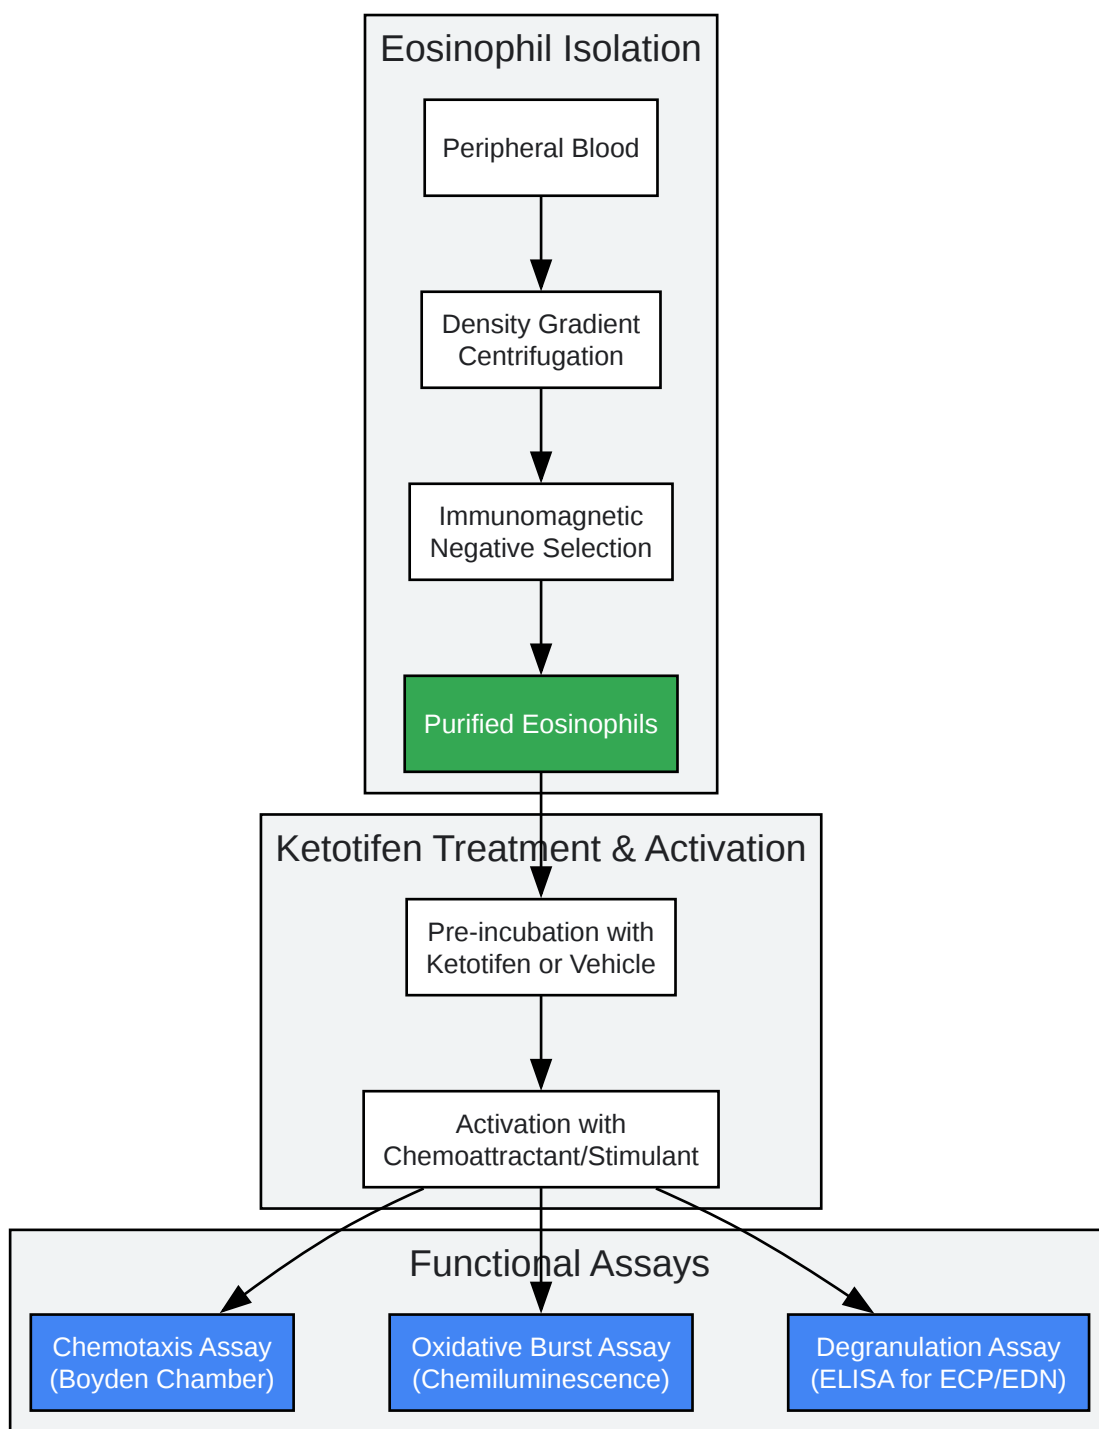 Eosinophil Isolation
Peripheral Blood
Density Gradient
Centrifugation
Immunomagnetic
Negative Selection
Purified Eosinophils
Ketotifen Treatment & Activation
Pre-incubation with
Ketotifen or Vehicle
Activation with
Chemoattractant/Stimulant
Functional Assays
Chemotaxis Assay
(Boyden Chamber)
Oxidative Burst Assay
(Chemiluminescence)
Degranulation Assay
(ELISA for ECP/EDN)